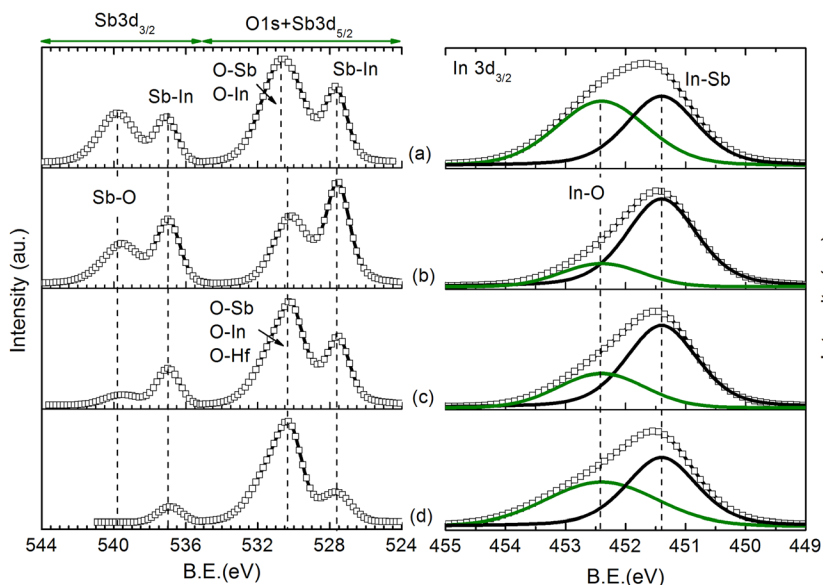 Sb3d3/2
O1s+Sb3d5/2
Sb-In
O-Sb
O-In
Sb-In
(a)
Sb-O
(b)
O-Sb
O-In
O-Hf
(c)
(d)
Intensity (au.)
544 540 536 532 528 524
B.E.(eV)
In 3d3/2
In-Sb
In-O
455 454 453 452 451 450 449
B.E.(eV)